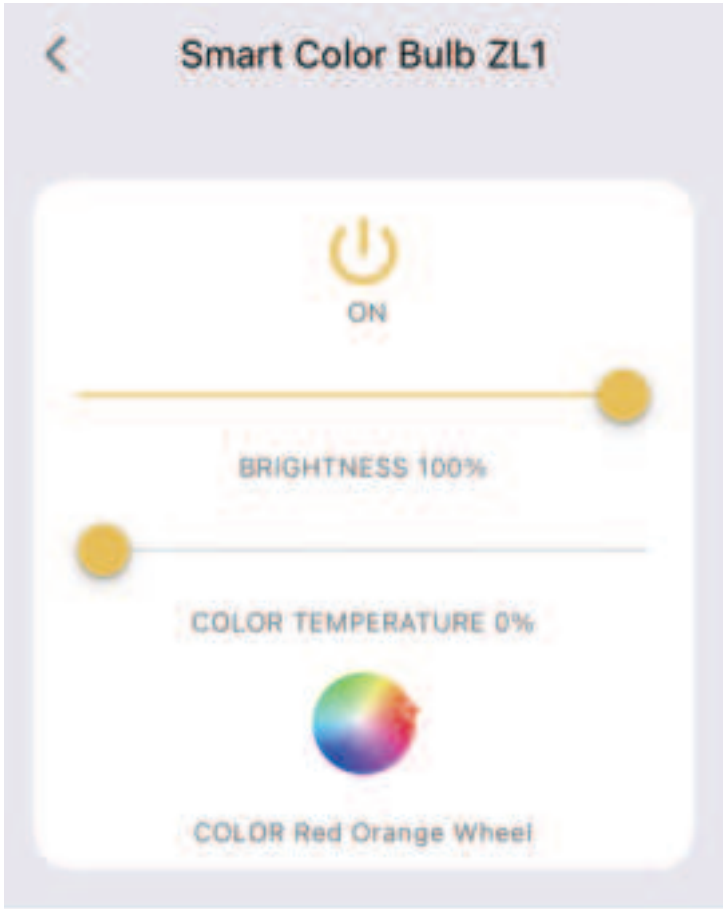 Smart Color Bulb ZL1
ON
BRIGHTNESS 100%
COLOR TEMPERATURE 0%
COLOR Red Orange Wheel